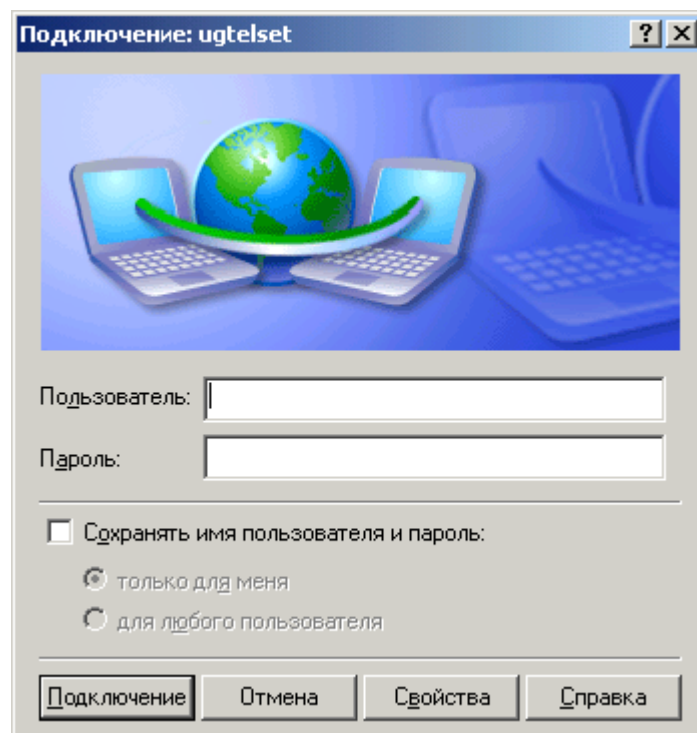 Подключение: ugtelset
Пользователь:
Пароль:
Сохранять имя пользователя и пароль:
только для меня
для любого пользователя
Подключение Отмена Свойства Справка